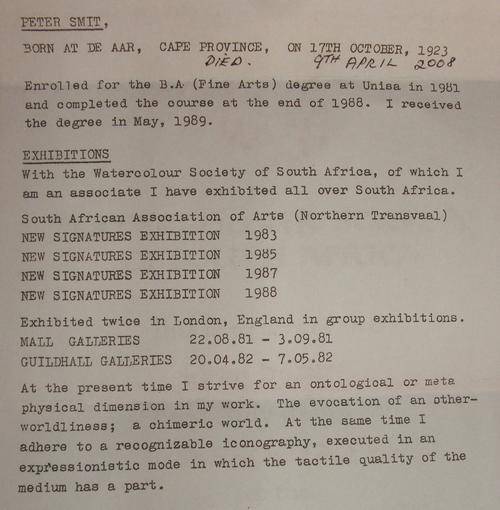 PETER SMIT,
BORN AT DE AAR, CAPE PROVINCE, ON 17TH OCTOBER, 1923
DIED. 9TH APRIL 2008
Enrolled for the B.A (Fine Arts) degree at Unisa in 1981
and completed the course at the end of 1988. I received
the degree in May, 1989.
EXHIBITIONS
With the Watercolour Society of South Africa, of which I
am an associate I have exhibited all over South Africa.
South African Association of Arts (Northern Transvaal)
NEW SIGNATURES EXHIBITION 1983
NEW SIGNATURES EXHIBITION 1985
NEW SIGNATURES EXHIBITION 1987
NEW SIGNATURES EXHIBITION 1988
Exhibited twice in London, England in group exhibitions.
MALL GALLERIES 22.08.81 - 3.09.81
GUILDHALL GALLERIES 20.04.82 - 7.05.82
At the present time I strive for an ontological or meta
physical dimension in my work. The evocation of an other-
worldliness; a chimeric world. At the same time I
adhere to a recognizable iconography, executed in an
expressionistic mode in which the tactile quality of the
medium has a part.